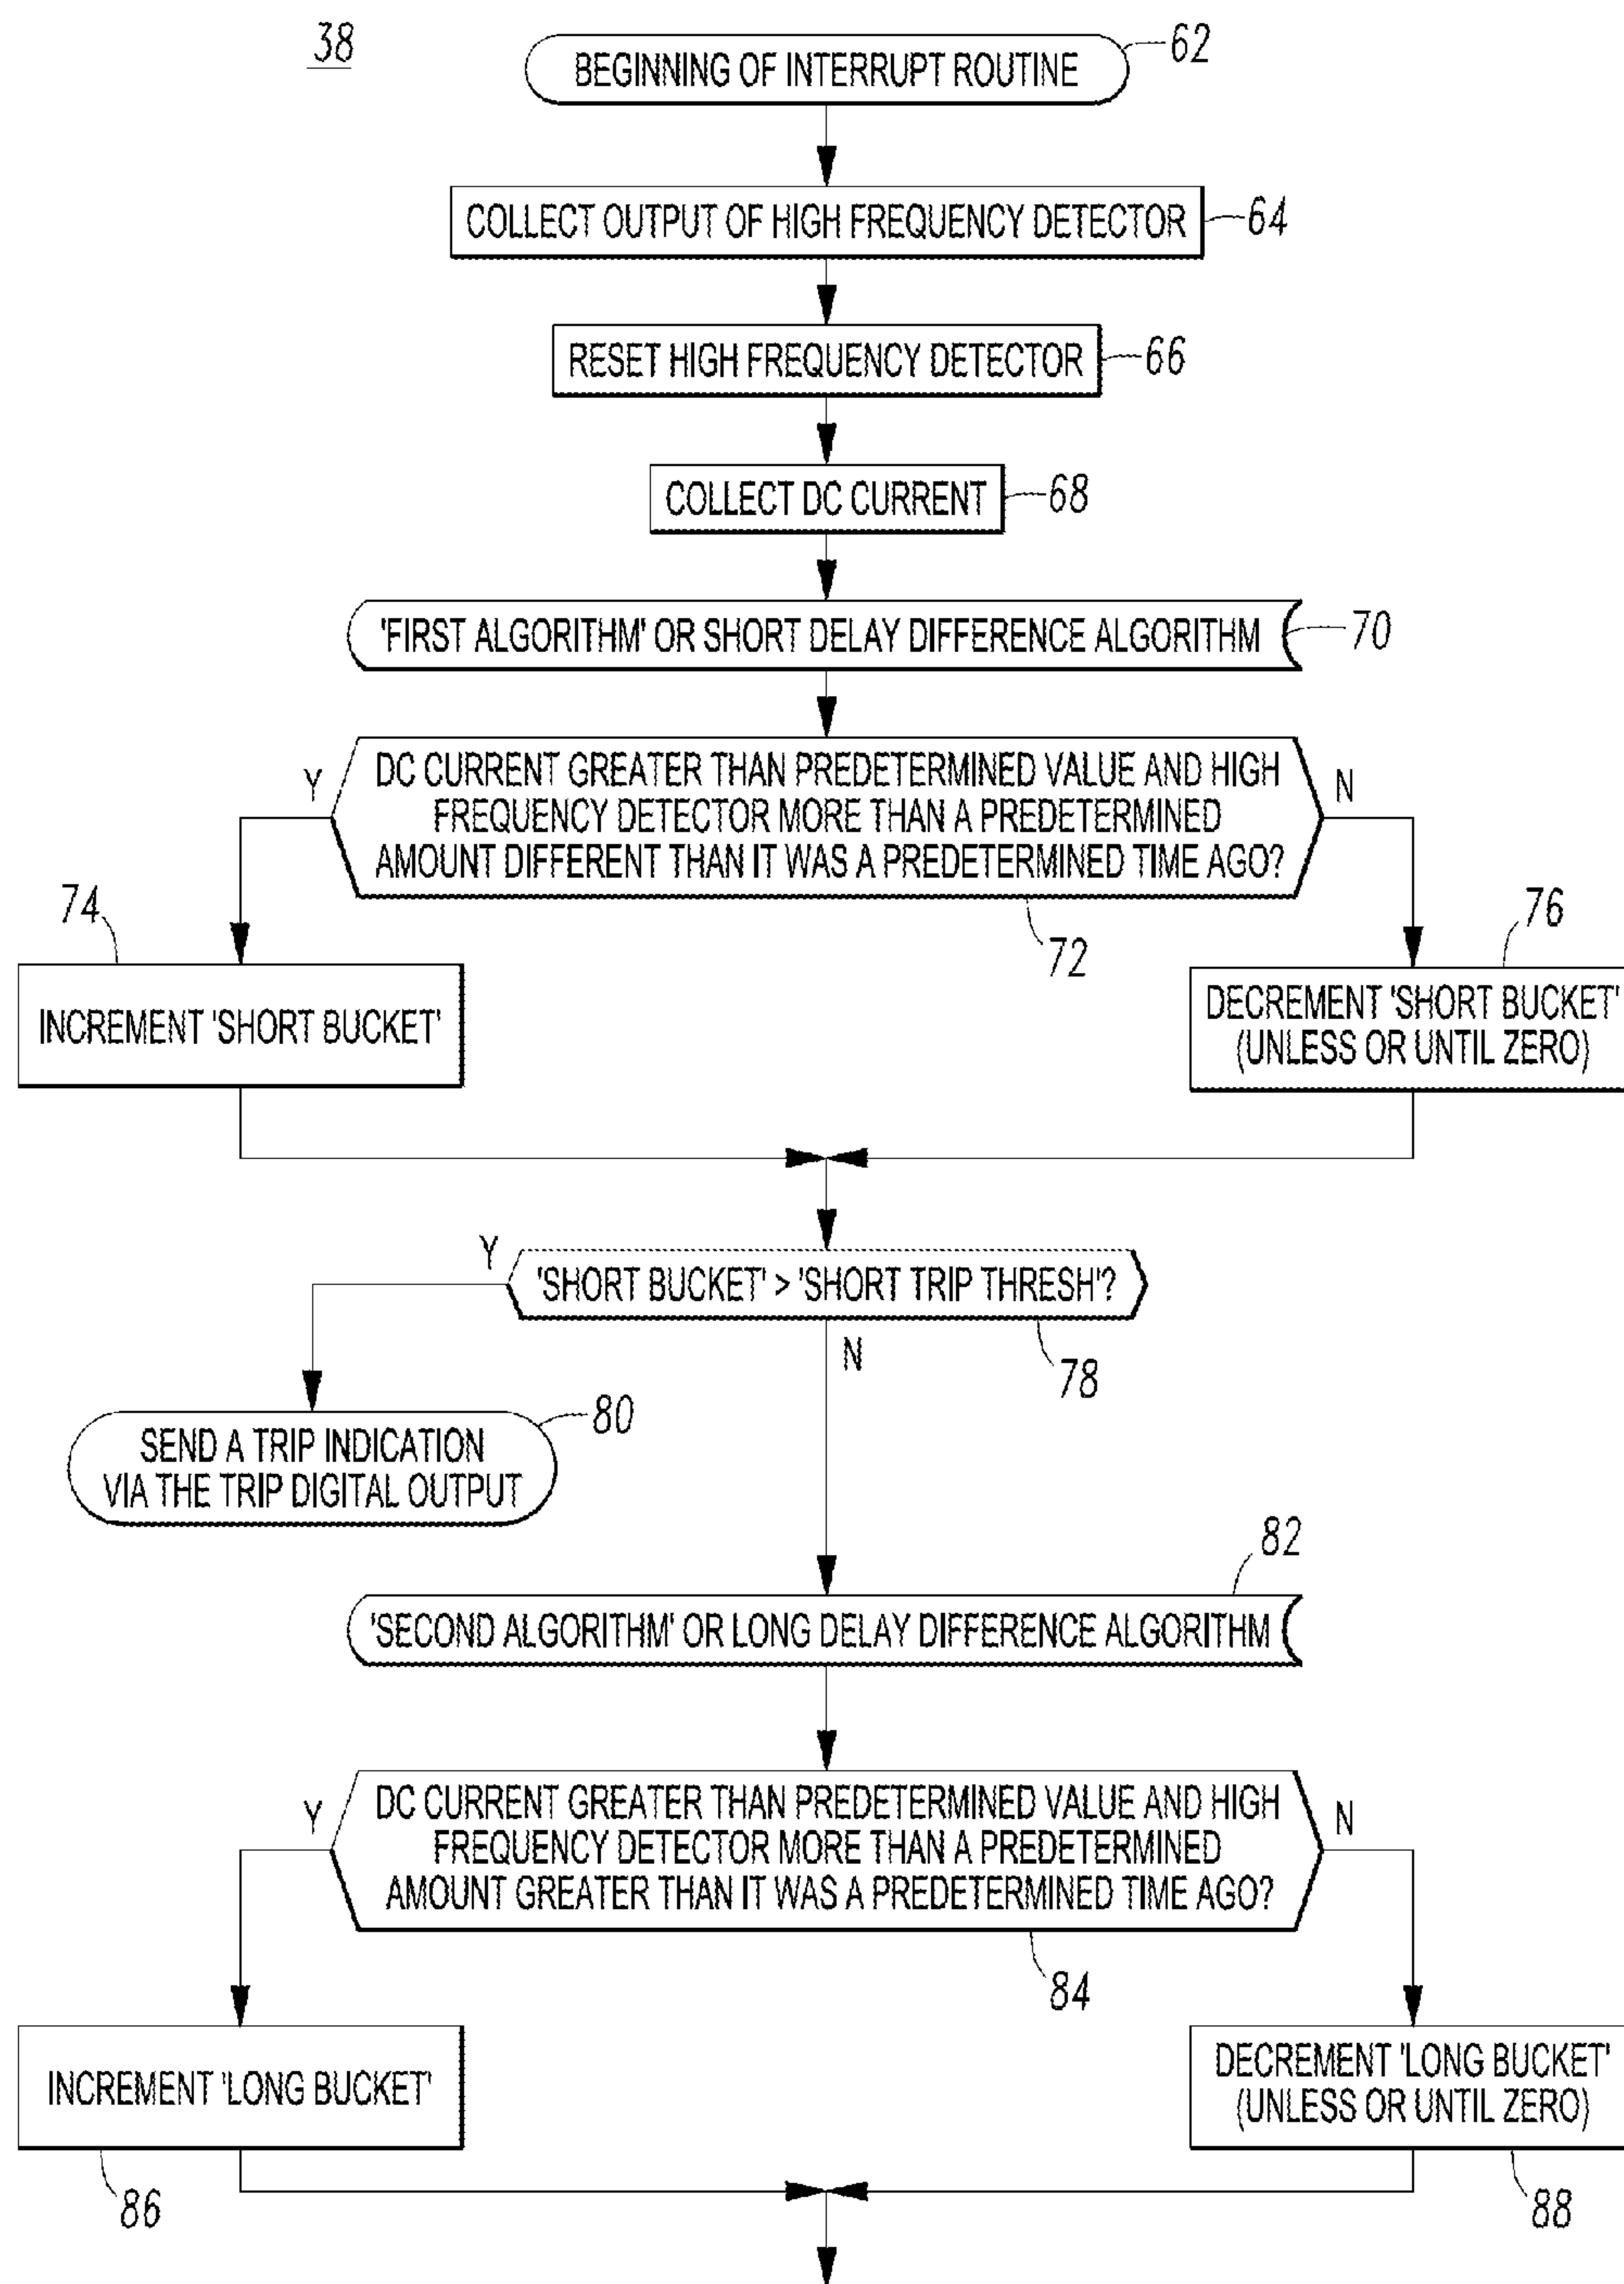 38
BEGINNING OF INTERRUPT ROUTINE
62
COLLECT OUTPUT OF HIGH FREQUENCY DETECTOR
64
RESET HIGH FREQUENCY DETECTOR
66
COLLECT DC CURRENT
68
'FIRST ALGORITHM' OR SHORT DELAY DIFFERENCE ALGORITHM
70
Y
DC CURRENT GREATER THAN PREDETERMINED VALUE AND HIGH
FREQUENCY DETECTOR MORE THAN A PREDETERMINED
AMOUNT DIFFERENT THAN IT WAS A PREDETERMINED TIME AGO?
N
72
74
INCREMENT 'SHORT BUCKET'
76
DECREMENT 'SHORT BUCKET'
(UNLESS OR UNTIL ZERO)
Y
'SHORT BUCKET' > 'SHORT TRIP THRESH'?
N
78
SEND A TRIP INDICATION
VIA THE TRIP DIGITAL OUTPUT
80
82
'SECOND ALGORITHM' OR LONG DELAY DIFFERENCE ALGORITHM
Y
DC CURRENT GREATER THAN PREDETERMINED VALUE AND HIGH
FREQUENCY DETECTOR MORE THAN A PREDETERMINED
AMOUNT GREATER THAN IT WAS A PREDETERMINED TIME AGO?
N
84
INCREMENT 'LONG BUCKET'
86
DECREMENT 'LONG BUCKET'
(UNLESS OR UNTIL ZERO)
88